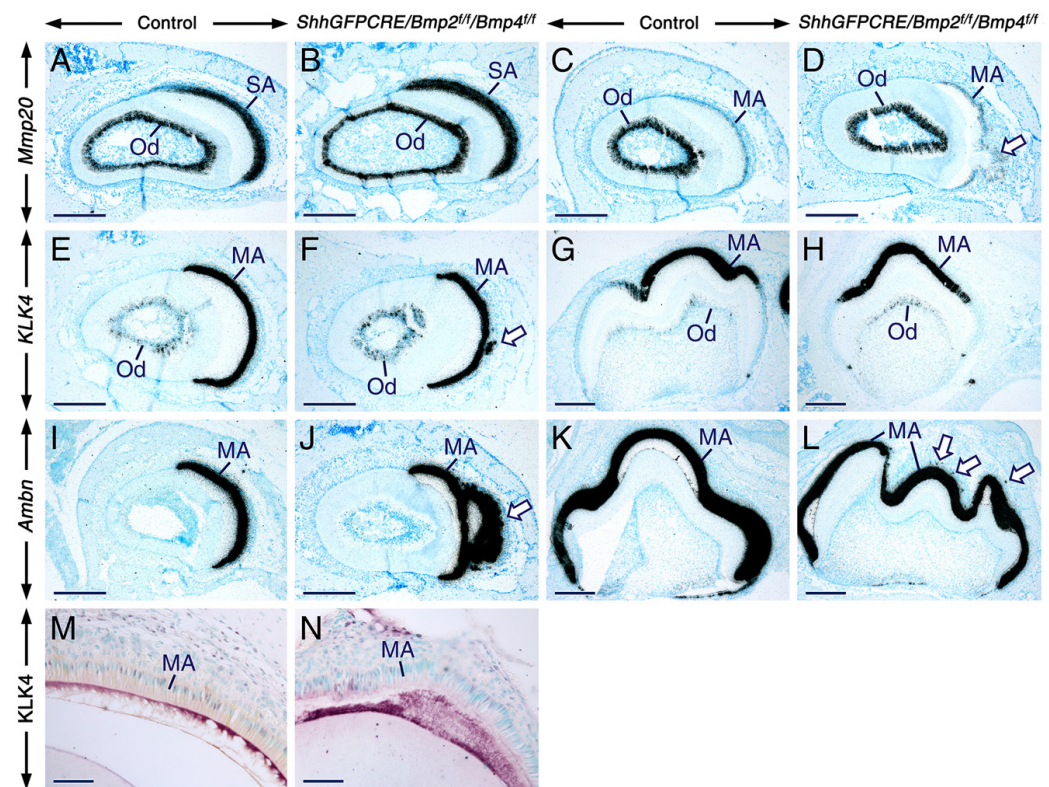 Control ShhGFPCRE/Bmp2f/f/Bmp4f/f Control ShhGFPCRE/Bmp2f/f/Bmp4f/f
Mmp20
A SA Od
B SA Od
C Od MA
D Od MA
KLK4
E MA Od
F MA Od
G MA Od
H MA Od
Ambn
I MA
J MA
K MA
L MA
KLK4
M MA
N MA